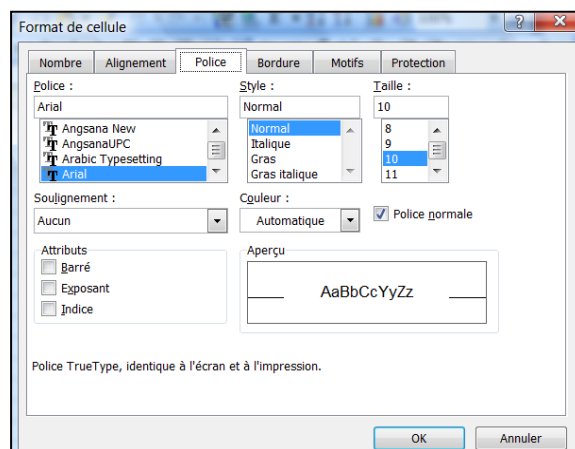 100%
Format de cellule
Nombre Alignement Police Bordure Motifs Protection
Police : Style : Taille :
Arial Normal 10
Angsana New Normal 8
AngsanaUPC Italique 9
Arabic Typesetting Gras 10
Arial Gras italique 11
Soulignement : Couleur :
Aucun Automatique Police normale
Attributs Aperçu
Barré
Exposant AaBbCcYyZz
Indice
Police TrueType, identique à l'écran et à l'impression.
OK Annuler